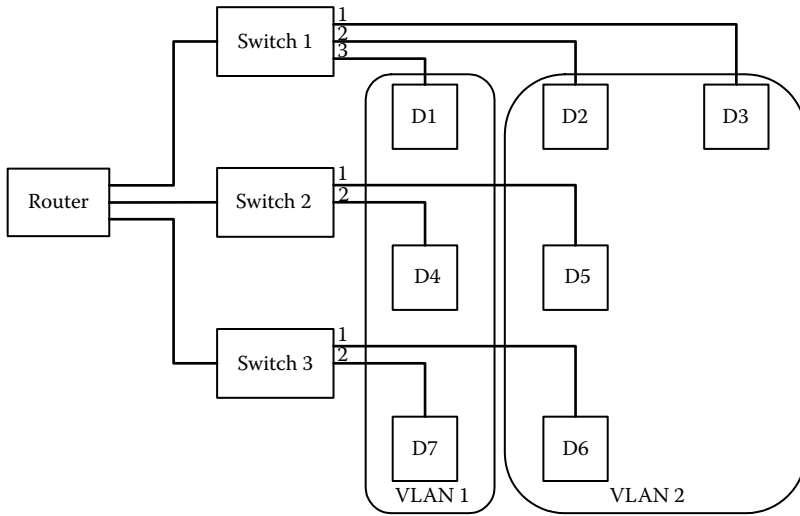 1
Switch 1
2
3
D1
D2
D3
Router
Switch 2
1
2
D4
D5
Switch 3
1
2
D7
D6
VLAN 1
VLAN 2